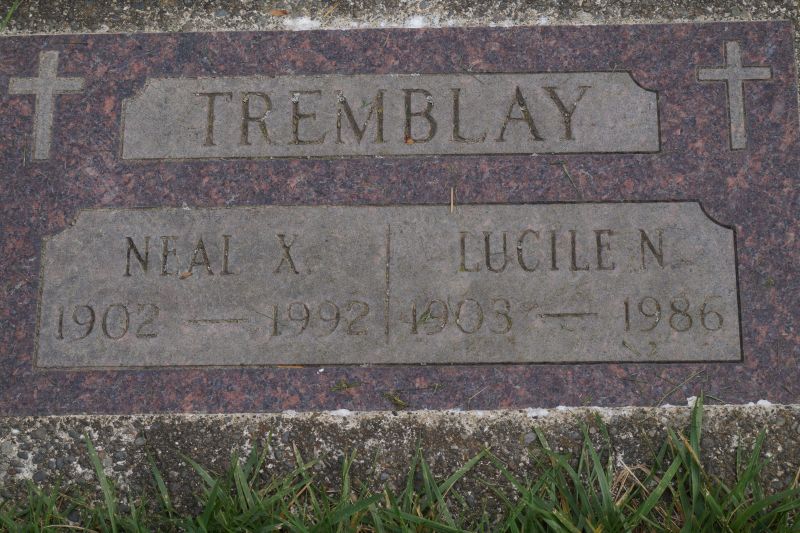 TREMBLAY
NEAL X. LUCILE N.
1902 — 1992 1903 — 1986